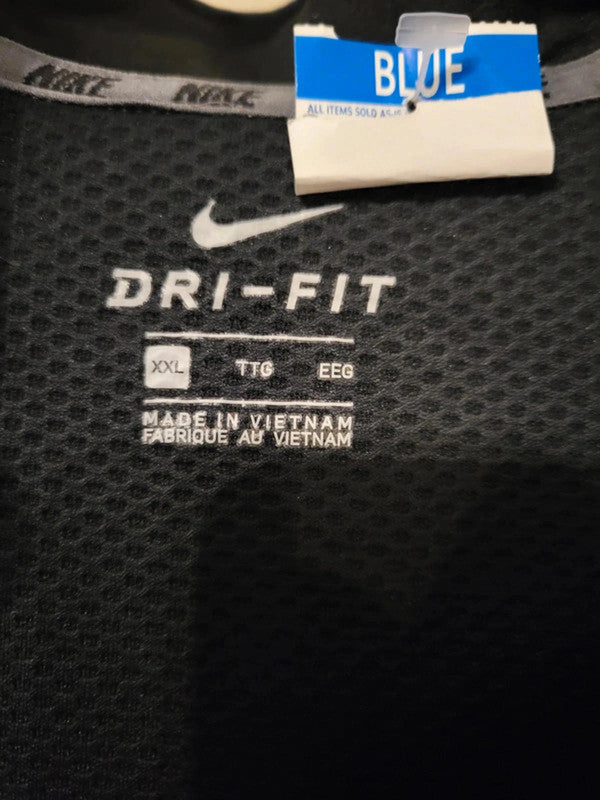 NIKE NIKE
BLUE
ALL ITEMS SOLD AS-IS
DRI-FIT
XXL TTG EEG
MADE IN VIETNAM
FABRIQUE AU VIETNAM